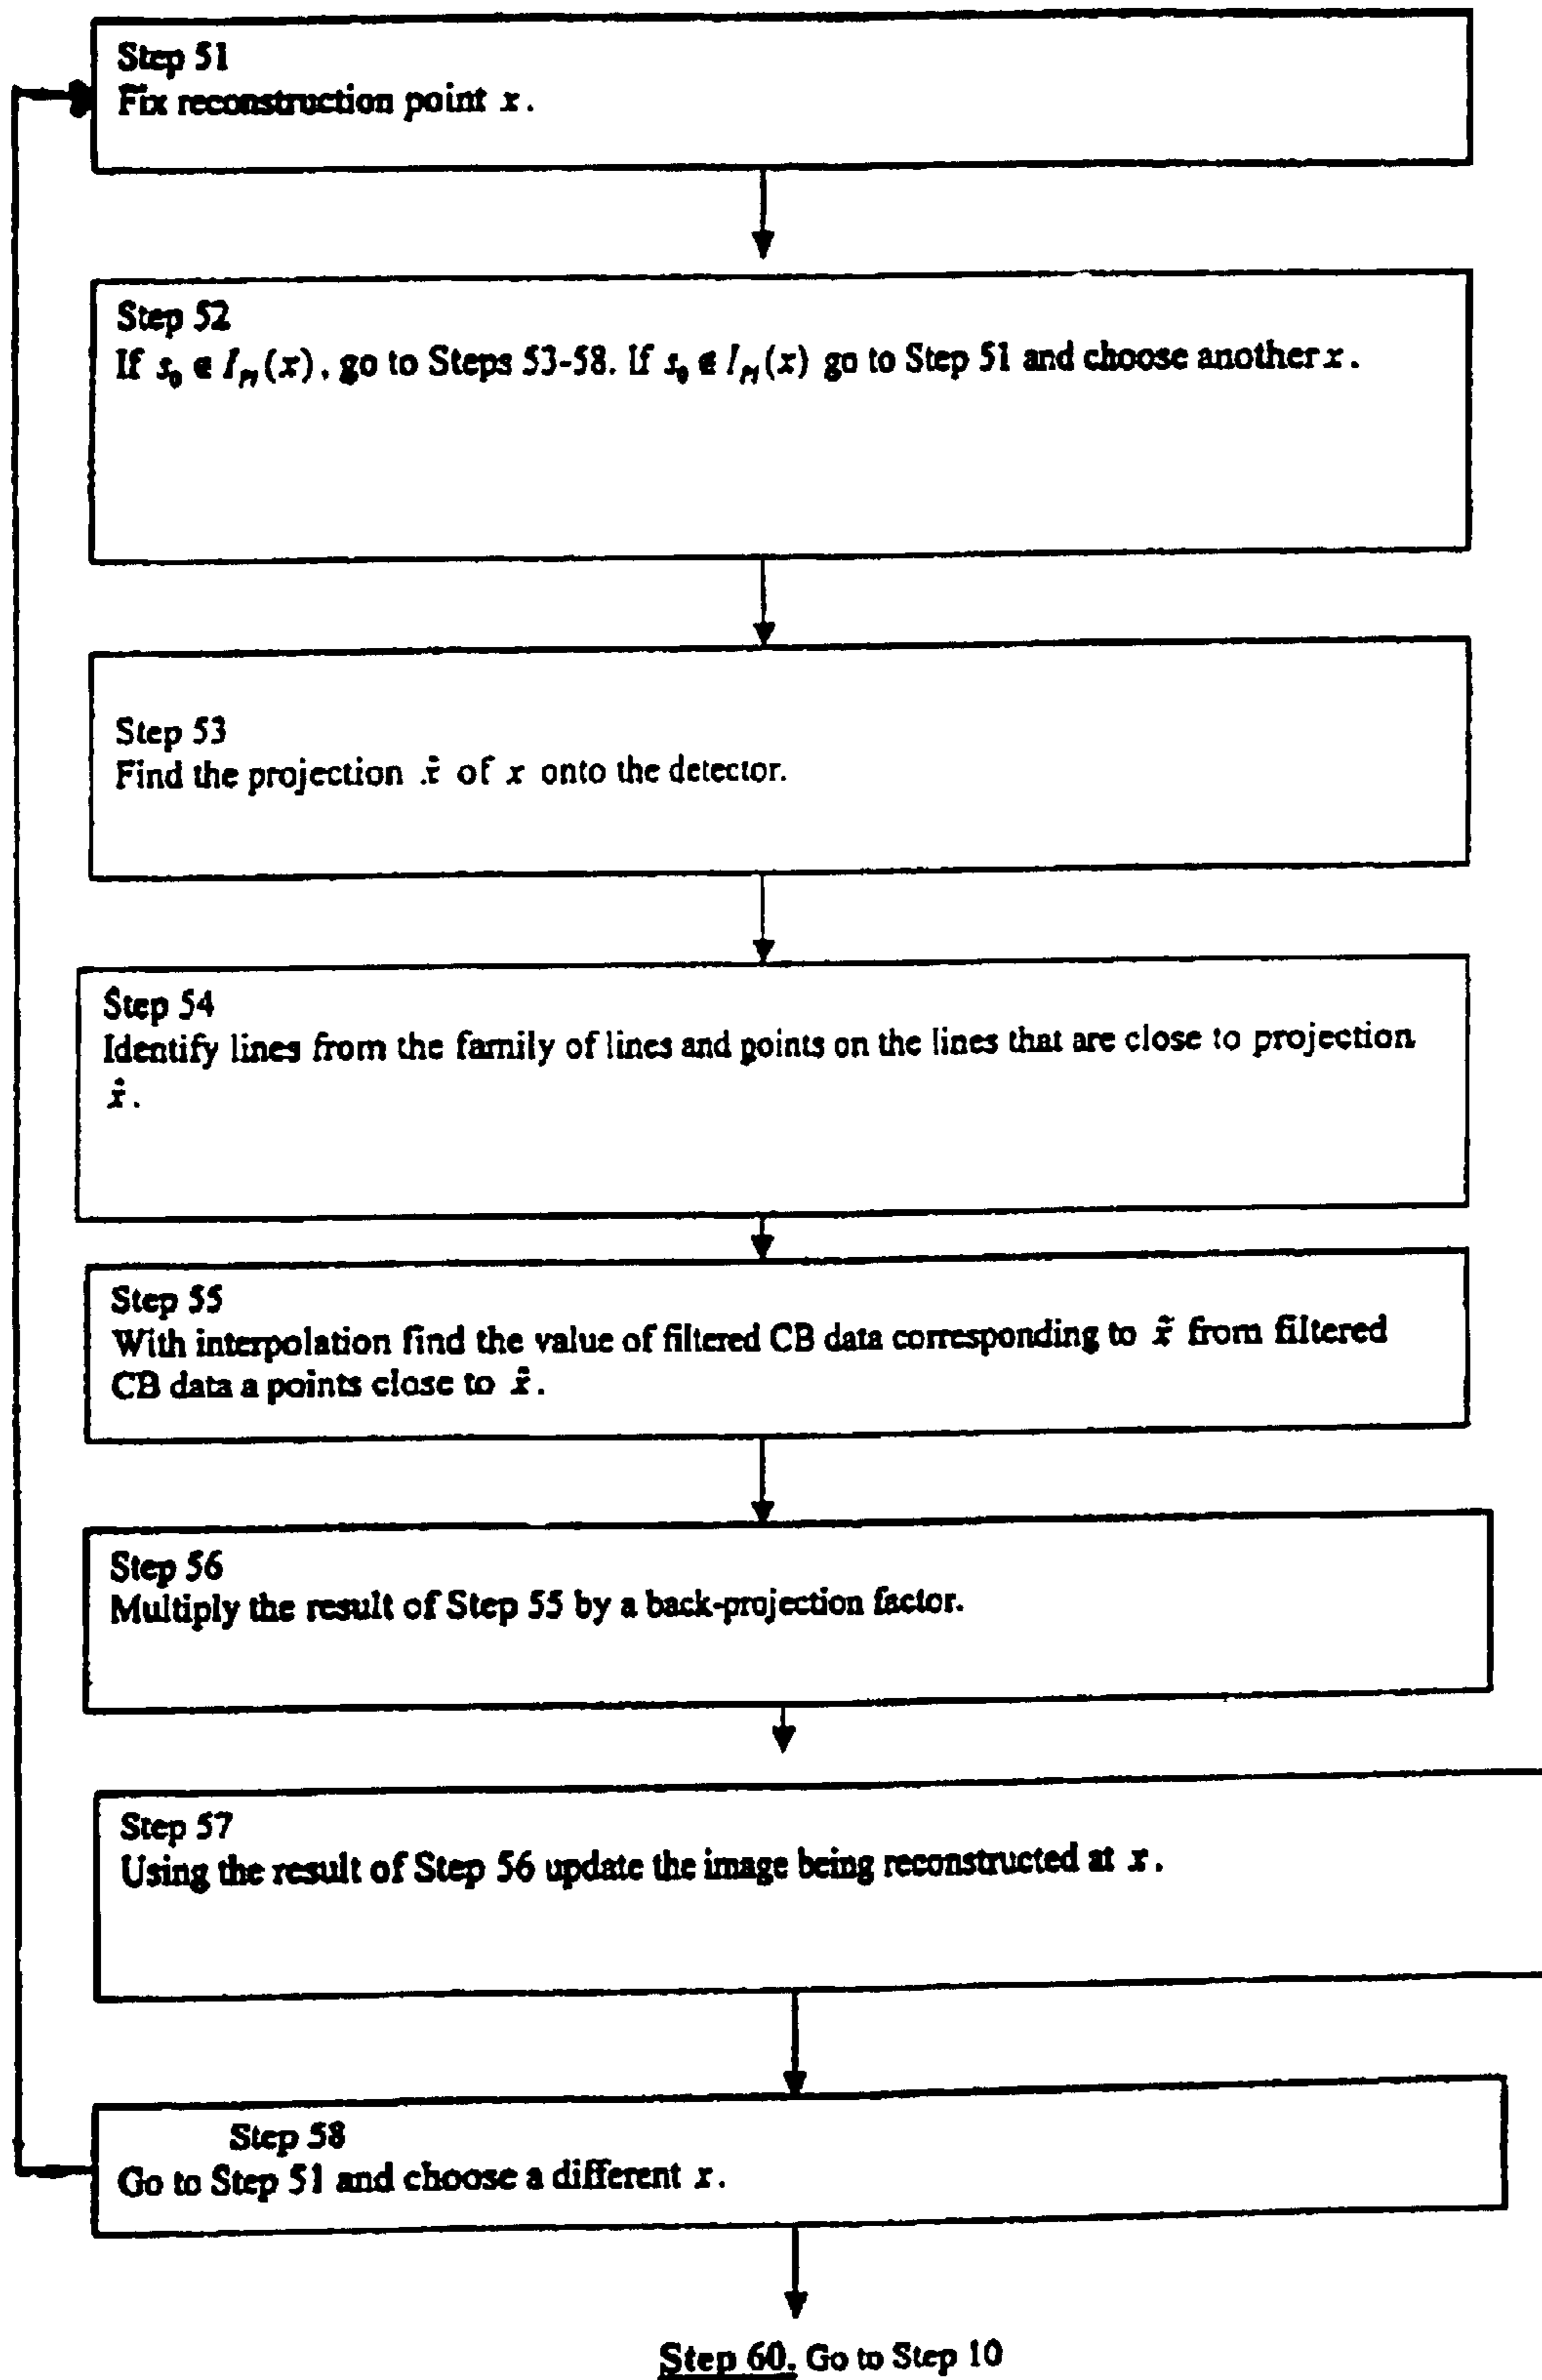 Step 51
Fix reconstruction point x.
Step 52
If s₀ ∈ I_PI(x), go to Steps 53-58. If s₀ ∉ I_PI(x) go to Step 51 and choose another x.
Step 53
Find the projection x̂ of x onto the detector.
Step 54
Identify lines from the family of lines and points on the lines that are close to projection
x̂.
Step 55
With interpolation find the value of filtered CB data corresponding to x̂ from filtered
CB data a points close to x̂.
Step 56
Multiply the result of Step 55 by a back-projection factor.
Step 57
Using the result of Step 56 update the image being reconstructed at x.
Step 58
Go to Step 51 and choose a different x.
Step 60. Go to Step 10